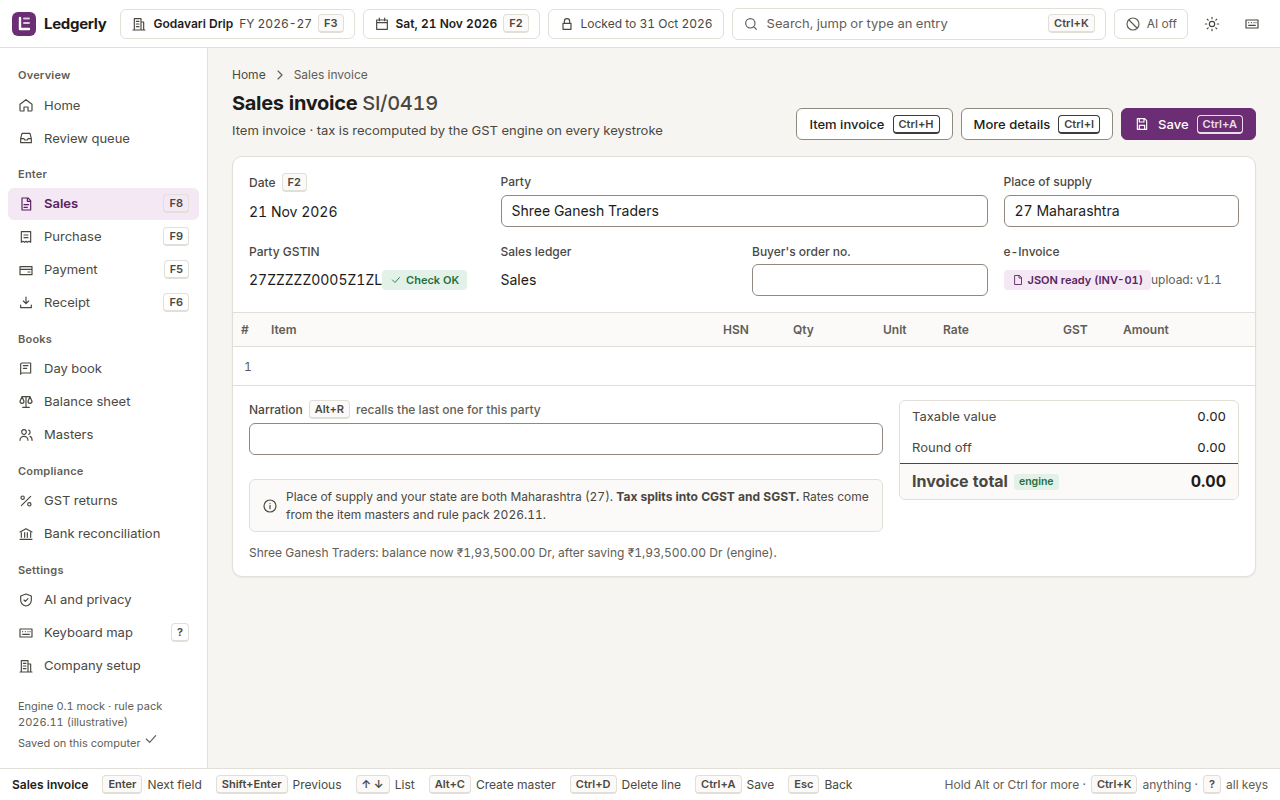 Ledgerly
Godavari Drip FY 2026-27 F3
Sat, 21 Nov 2026 F2
Locked to 31 Oct 2026
Search, jump or type an entry Ctrl+K
AI off
Overview
Home
Review queue
Enter
Sales F8
Purchase F9
Payment F5
Receipt F6
Books
Day book
Balance sheet
Masters
Compliance
GST returns
Bank reconciliation
Settings
AI and privacy
Keyboard map ?
Company setup
Engine 0.1 mock · rule pack
2026.11 (illustrative)
Saved on this computer
Home Sales invoice
Sales invoice SI/0419
Item invoice · tax is recomputed by the GST engine on every keystroke
Item invoice Ctrl+H
More details Ctrl+I
Save Ctrl+A
Date F2 Party Place of supply
21 Nov 2026 Shree Ganesh Traders 27 Maharashtra
Party GSTIN Sales ledger Buyer's order no. e-Invoice
27ZZZZZ0005Z1ZL Check OK Sales JSON ready (INV-01) upload: v1.1
# Item HSN Qty Unit Rate GST Amount
1
Narration Alt+R recalls the last one for this party
Taxable value 0.00
Round off 0.00
Invoice total engine 0.00
Place of supply and your state are both Maharashtra (27). Tax splits into CGST and SGST. Rates come
from the item masters and rule pack 2026.11.
Shree Ganesh Traders: balance now ₹1,93,500.00 Dr, after saving ₹1,93,500.00 Dr (engine).
Sales invoice Enter Next field Shift+Enter Previous ↑↓ List Alt+C Create master Ctrl+D Delete line Ctrl+A Save Esc Back Hold Alt or Ctrl for more · Ctrl+K anything · ? all keys